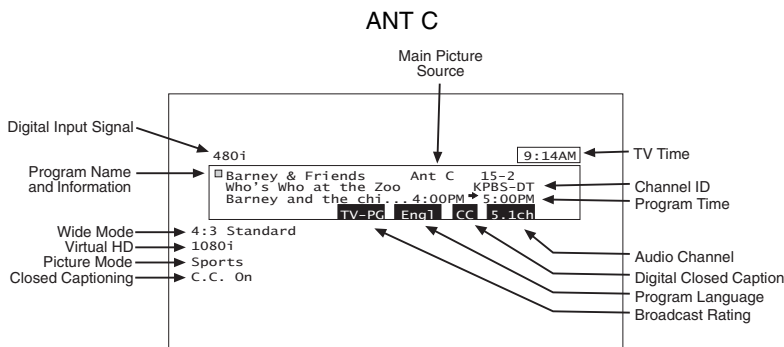 ANT C
Main Picture
Source
Digital Input Signal
480i
9:14AM
TV Time
Program Name
and Information
Barney & Friends Ant C 15-2
Who's Who at the Zoo KPBS-DT
Channel ID
Barney and the chi... 4:00PM ➔ 5:00PM
Program Time
TV-PG Engl CC 5.1ch
Wide Mode
4:3 Standard
Virtual HD
1080i
Picture Mode
Sports
Closed Captioning
C.C. On
Audio Channel
Digital Closed Caption
Program Language
Broadcast Rating